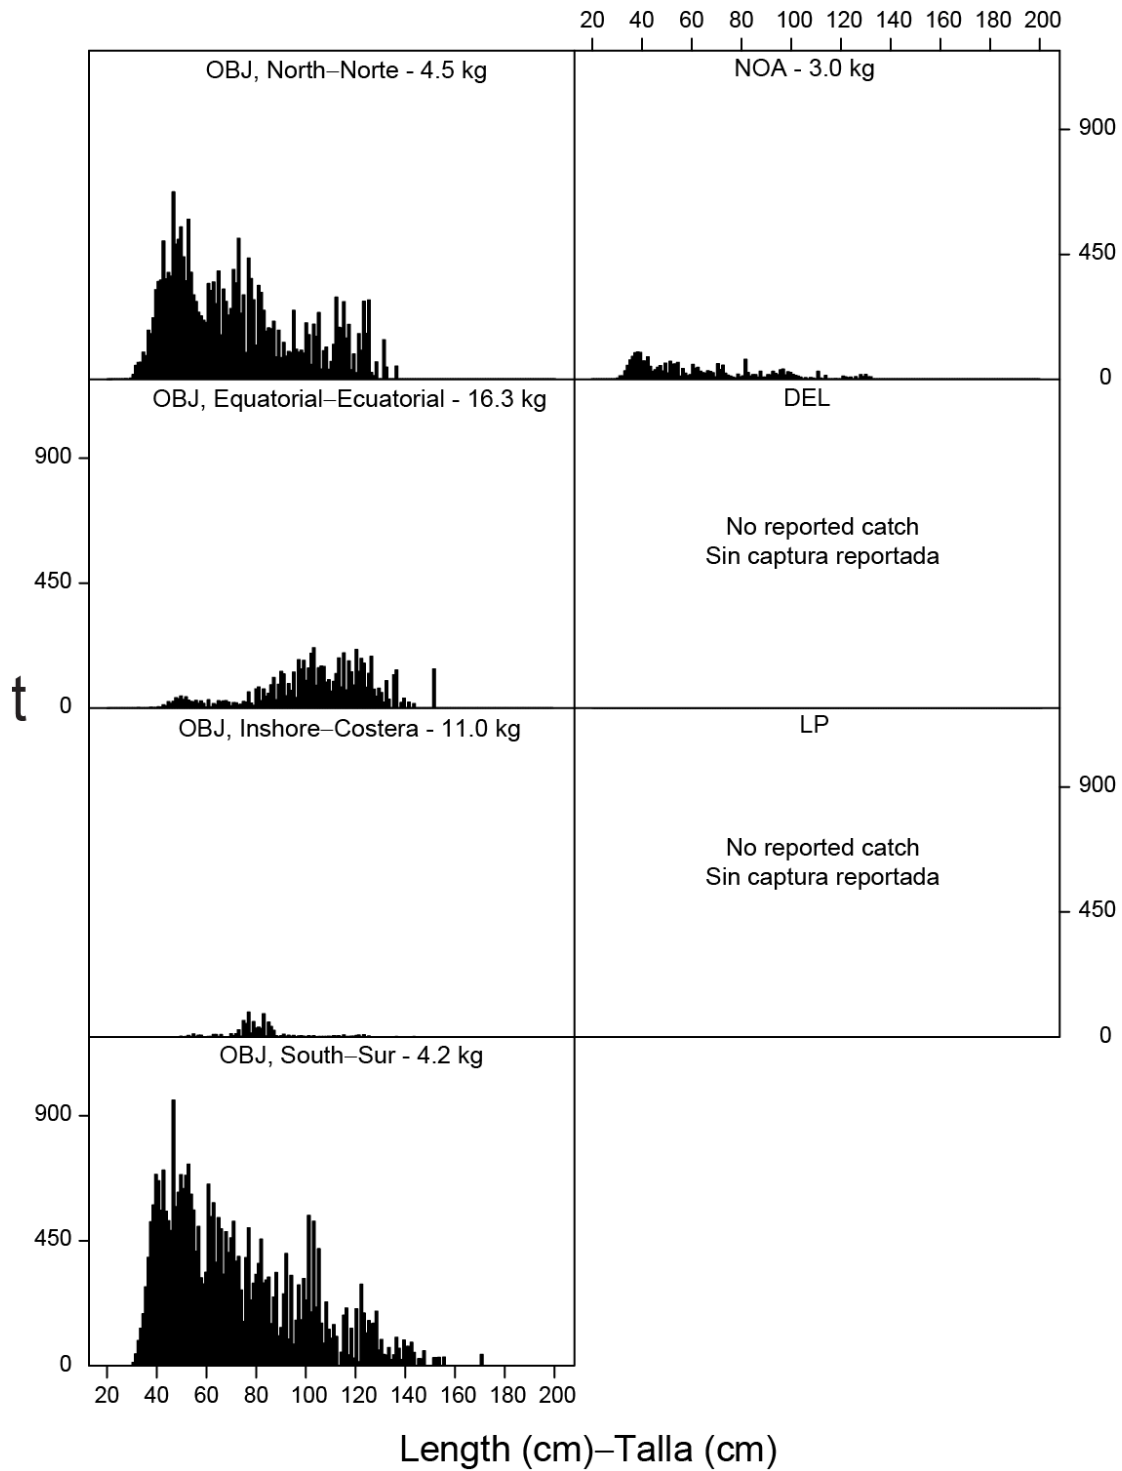 20 40 60 80 100 120 140 160 180 200
OBJ, North–Norte - 4.5 kg
NOA - 3.0 kg
900
450
0
OBJ, Equatorial–Ecuatorial - 16.3 kg
DEL
900
No reported catch
Sin captura reportada
450
t
0
OBJ, Inshore–Costera - 11.0 kg
LP
900
No reported catch
Sin captura reportada
450
0
OBJ, South–Sur - 4.2 kg
900
450
0
20 40 60 80 100 120 140 160 180 200
Length (cm)–Talla (cm)